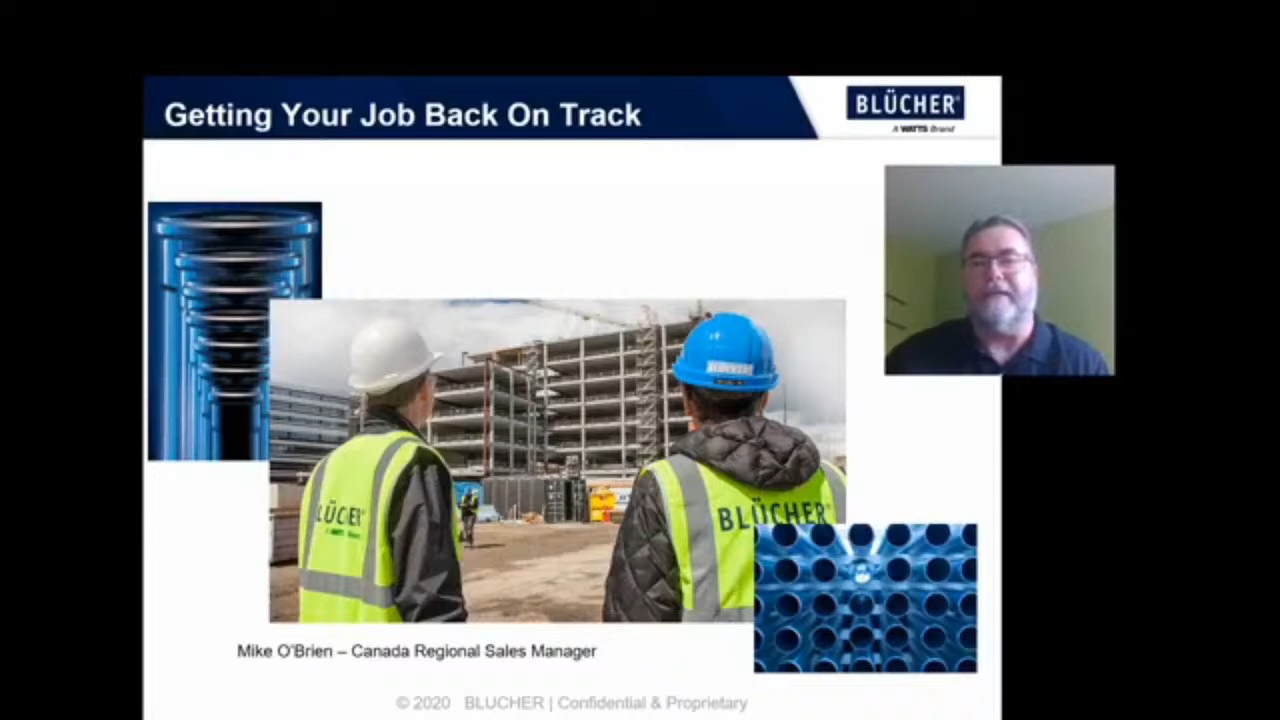 Getting Your Job Back On Track
BLÜCHER®
A WATTS Brand
BLÜCHER
Mike O'Brien – Canada Regional Sales Manager
© 2020 BLUCHER | Confidential & Proprietary